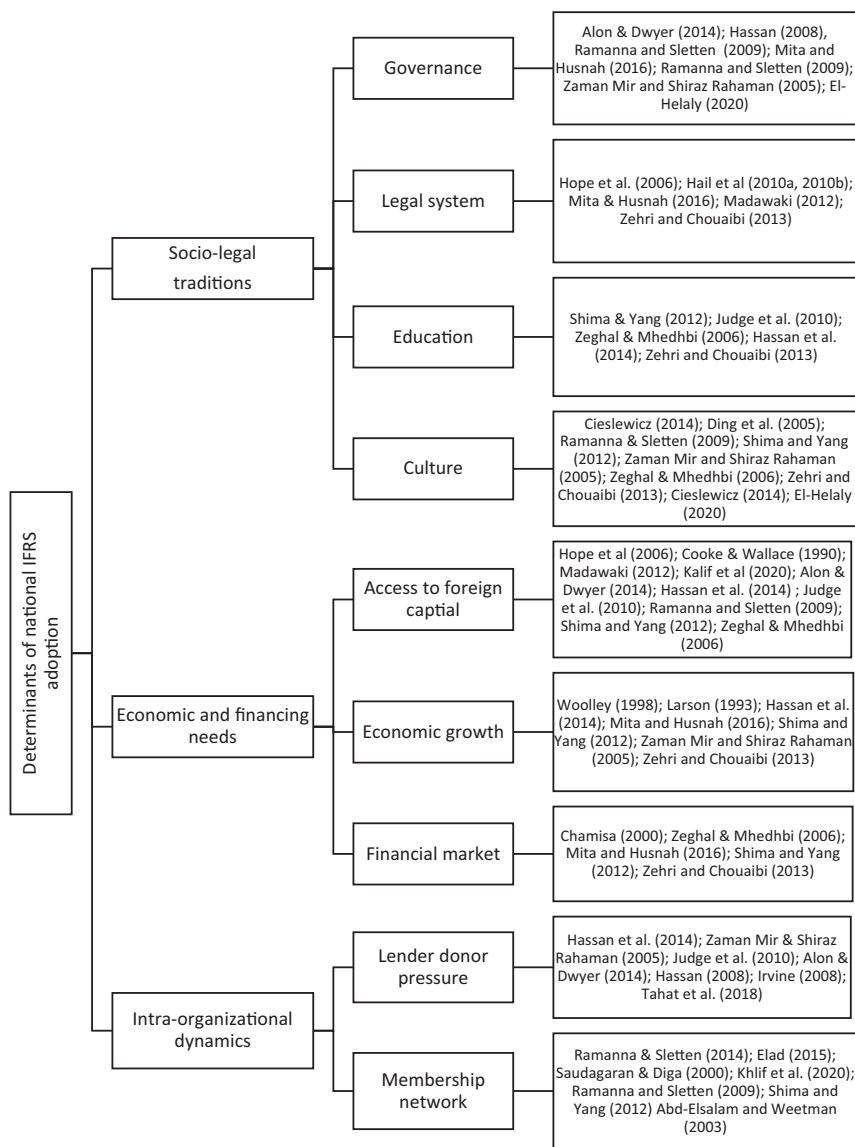 Determinants of national IFRS
adoption
Socio-legal
traditions
Governance
Alon & Dwyer (2014); Hassan (2008),
Ramanna and Sletten (2009); Mita
and Husnah (2016); Ramanna and
Sletten (2009);
Zaman Mir and Shiraz Rahaman (2005); El-
Helaly (2020)
Legal system
Hope et al. (2006); Hail et al (2010a, 2010b);
Mita & Husnah (2016); Madawaki (2012);
Zehri and Chouaibi (2013)
Education
Shima & Yang (2012); Judge et al. (2010);
Zeghal & Mhedhbi (2006); Hassan et al.
(2014); Zehri and Chouaibi (2013)
Culture
Cieslewicz (2014); Ding et al. (2005);
Ramanna & Sletten (2009); Shima and Yang
(2012); Zaman Mir and Shiraz Rahaman
(2005); Zeghal & Mhedhbi (2006); Zehri and
Chouaibi (2013); Cieslewicz (2014); El-Helaly
(2020)
Economic and financing
needs
Access to foreign
captial
Hope et al (2006); Cooke & Wallace (1990);
Madawaki (2012); Kalif et al (2020); Alon &
Dwyer (2014); Hassan et al. (2014) ; Judge
et al. (2010); Ramanna and Sletten (2009);
Shima and Yang (2012); Zeghal & Mhedhbi
(2006)
Economic growth
Woolley (1998); Larson (1993); Hassan et al.
(2014); Mita and Husnah (2016); Shima and
Yang (2012); Zaman Mir and Shiraz Rahaman
(2005); Zehri and Chouaibi (2013)
Financial market
Chamisa (2000); Zeghal & Mhedhbi (2006);
Mita and Husnah (2016); Shima and Yang
(2012); Zehri and Chouaibi (2013)
Intra-organizational
dynamics
Lender donor
pressure
Hassan et al. (2014); Zaman Mir & Shiraz
Rahaman (2005); Judge et al. (2010); Alon &
Dwyer (2014); Hassan (2008); Irvine (2008);
Tahat et al. (2018)
Membership
network
Ramanna & Sletten (2014); Elad (2015);
Saudagaran & Diga (2000); Khlif et al. (2020);
Ramanna and Sletten (2009); Shima and
Yang (2012) Abd-Elsalam and Weetman
(2003)